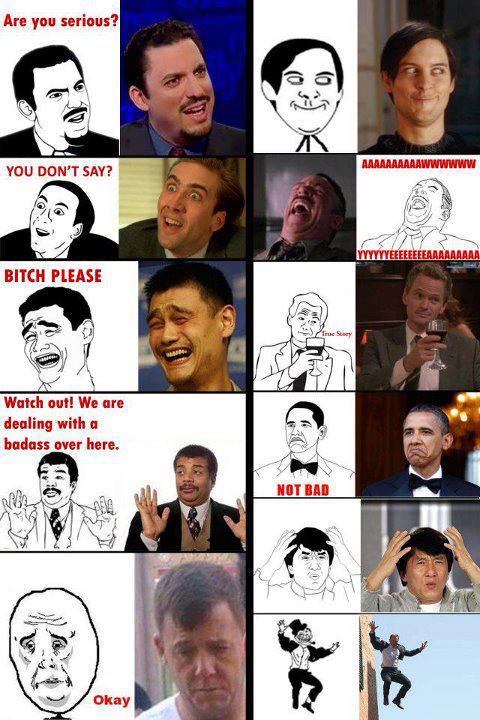 Are you serious?
YOU DON'T SAY?
BITCH PLEASE
Watch out! We are
dealing with a
badass over here.
Okay
AAAAAAAAAAWWWWWW
YYYYYYEEEEEEEEAAAAAAAAA
True Story
NOT BAD